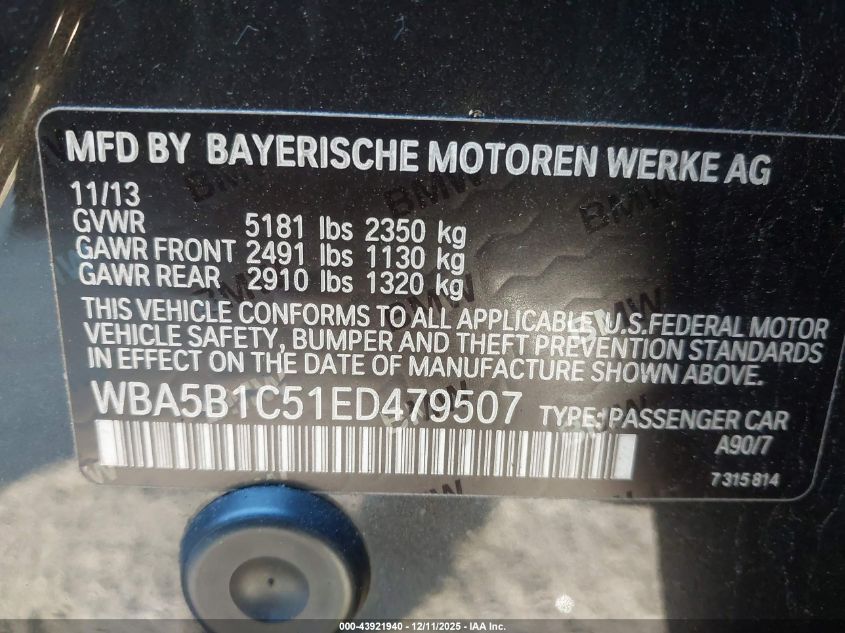 MFD BY BAYERISCHE MOTOREN WERKE AG
11/13
GVWR 5181 lbs 2350 kg
GAWR FRONT 2491 lbs 1130 kg
GAWR REAR 2910 lbs 1320 kg
THIS VEHICLE CONFORMS TO ALL APPLICABLE U.S.FEDERAL MOTOR
VEHICLE SAFETY, BUMPER AND THEFT PREVENTION STANDARDS
IN EFFECT ON THE DATE OF MANUFACTURE SHOWN ABOVE.
WBA5B1C51ED479507 TYPE: PASSENGER CAR
A90/7
7 315 814
000-43921940 - 12/11/2025 - IAA Inc.